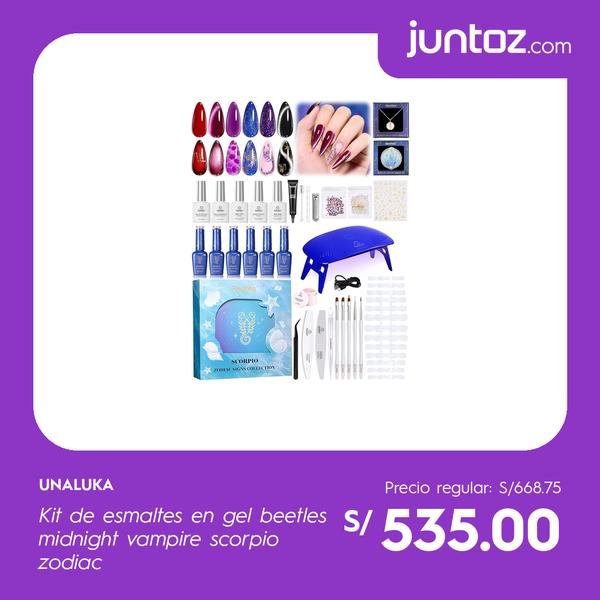 juntoz.com
SCORPIO
ZODIAC SIGNS COLLECTION
UNALUKA
Precio regular: S/668.75
Kit de esmaltes en gel beetles
midnight vampire scorpio
zodiac
S/ 535.00